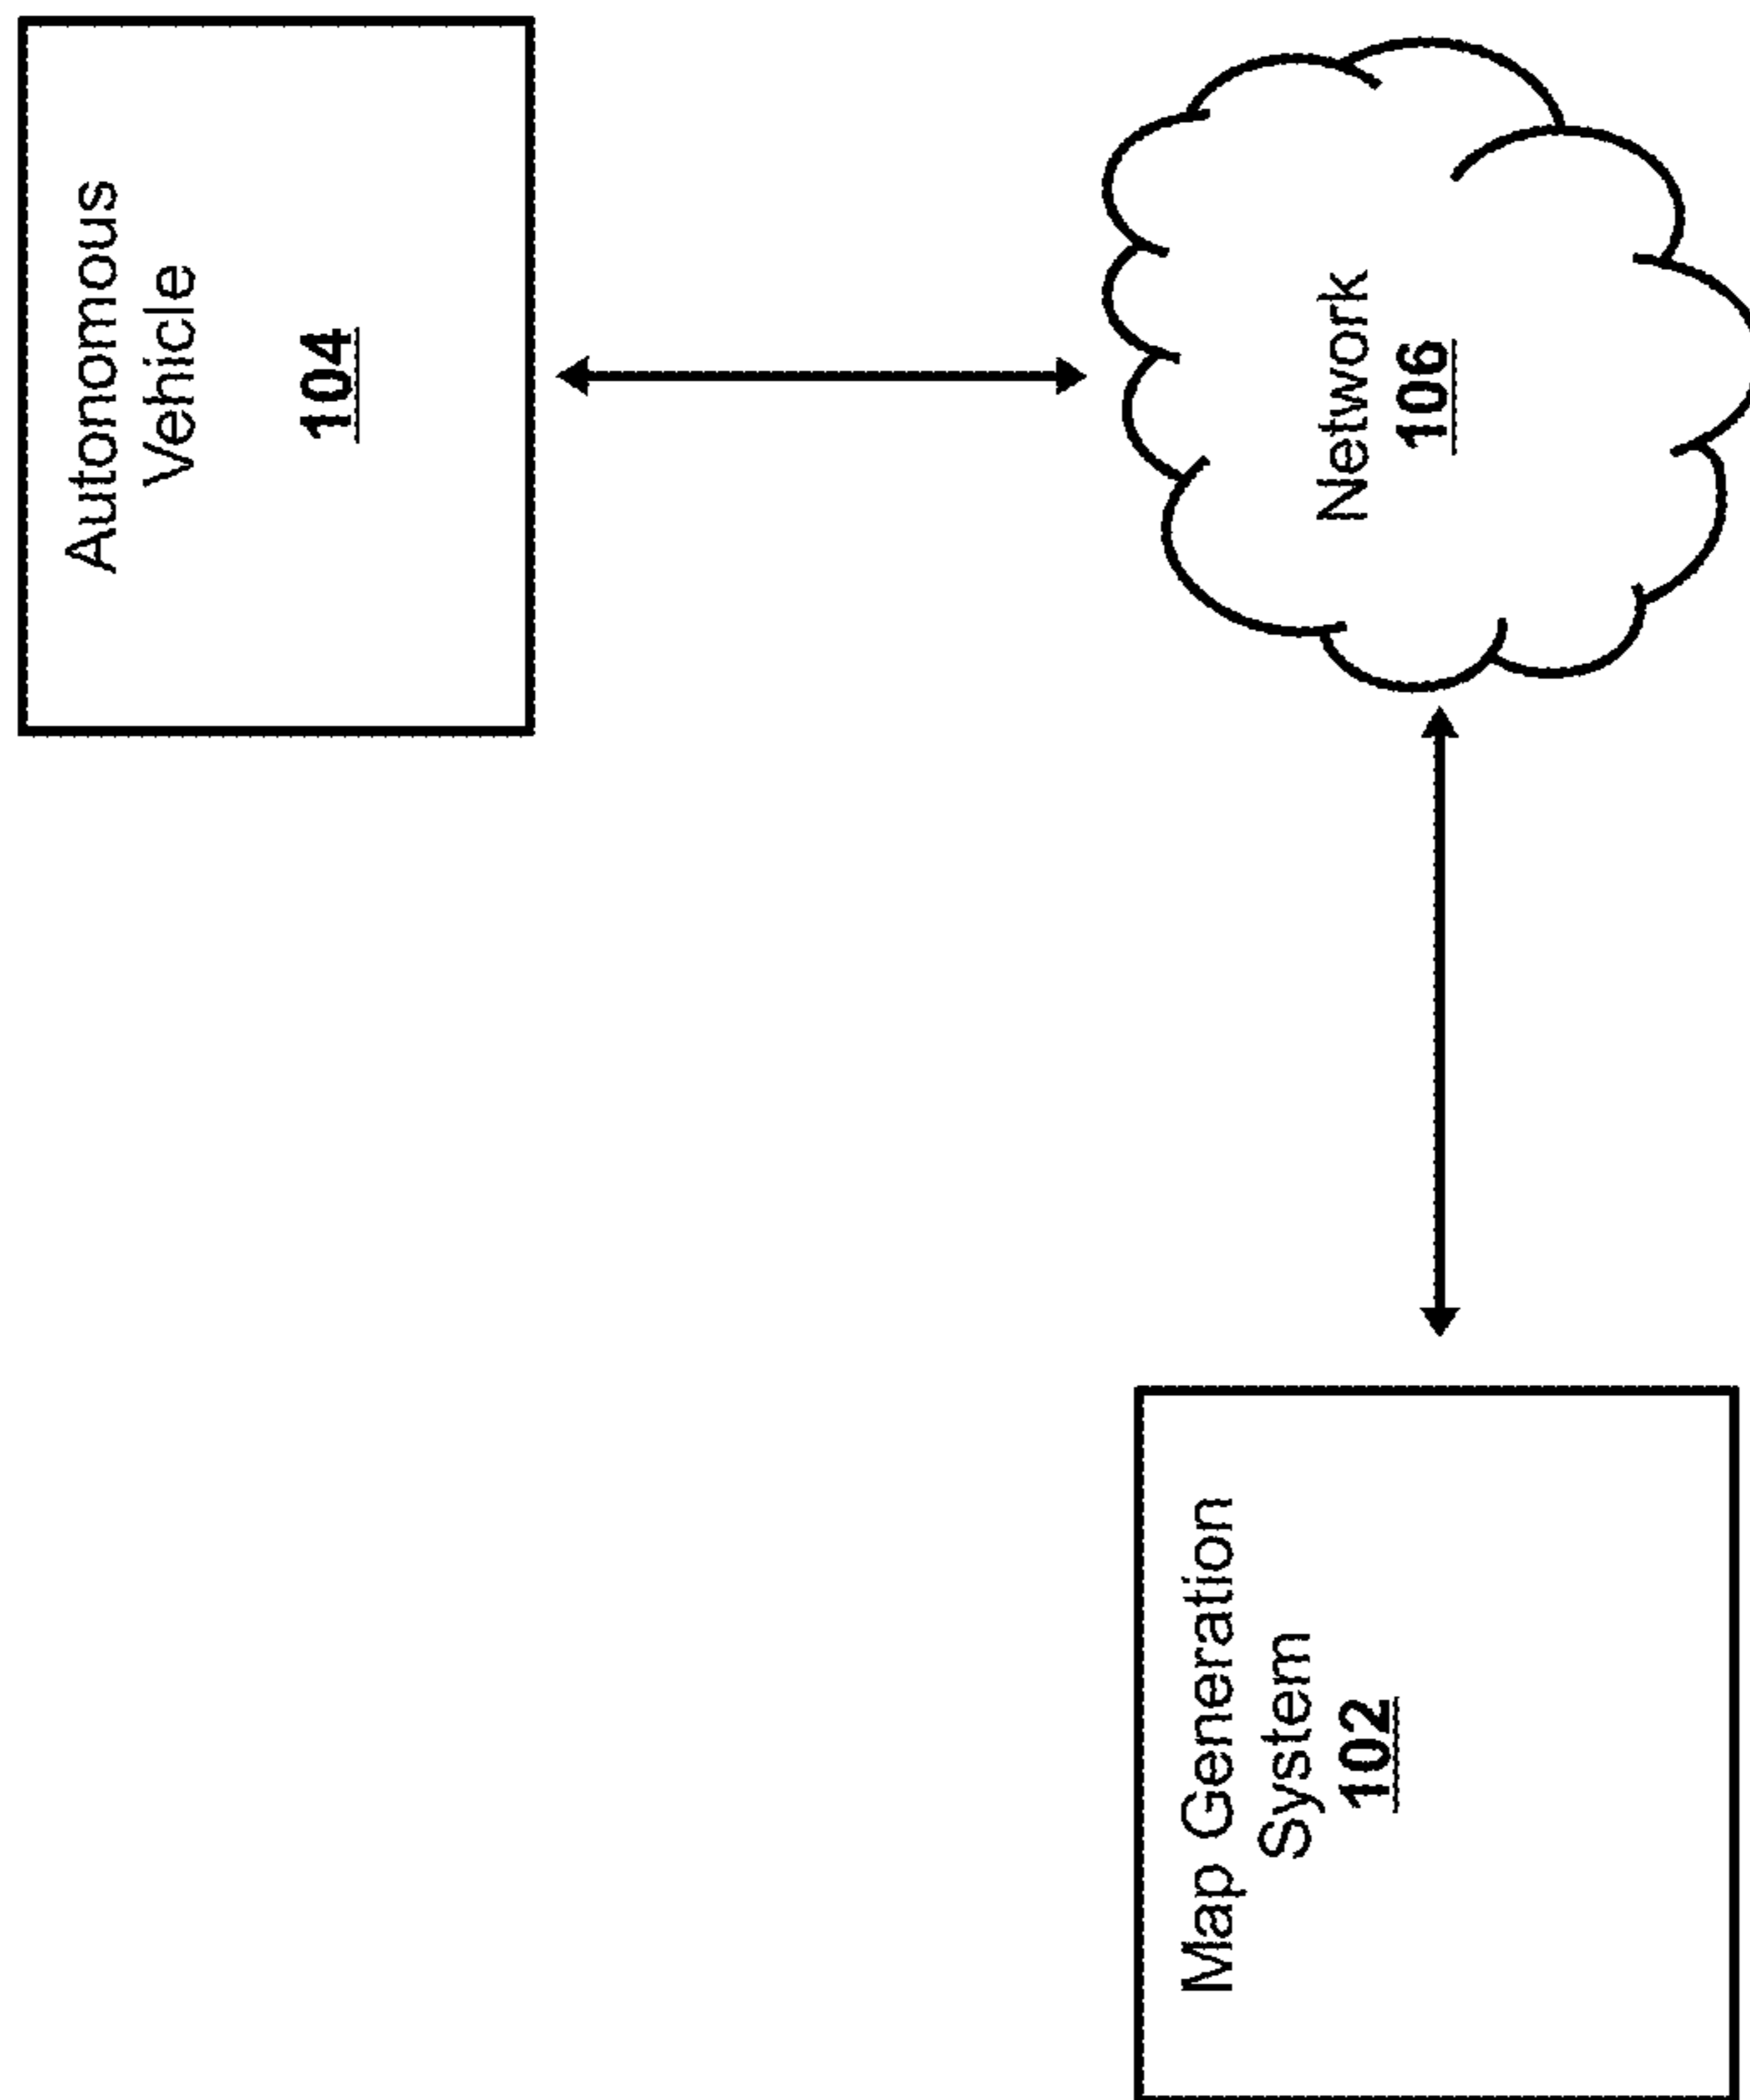 Autonomous
Vehicle
104
Network
106
Map Generation
System
102